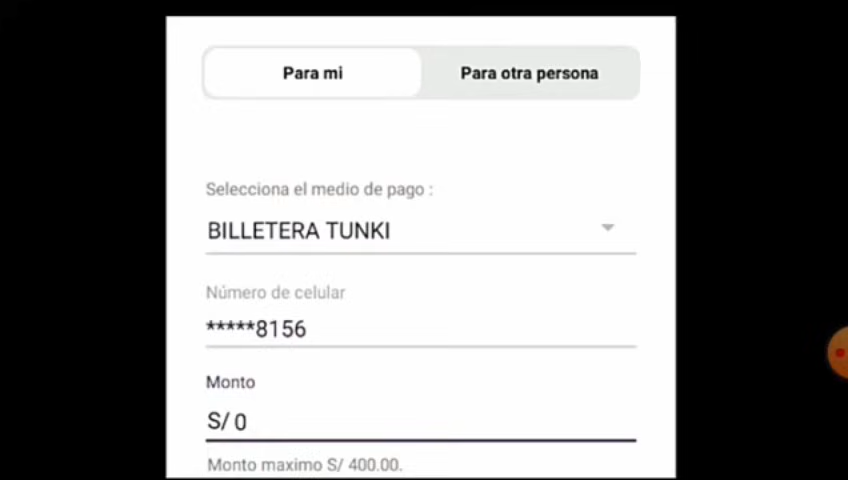 Para mi
Para otra persona
Selecciona el medio de pago :
BILLETERA TUNKI
Número de celular
*****8156
Monto
S/ 0
Monto maximo S/ 400.00.